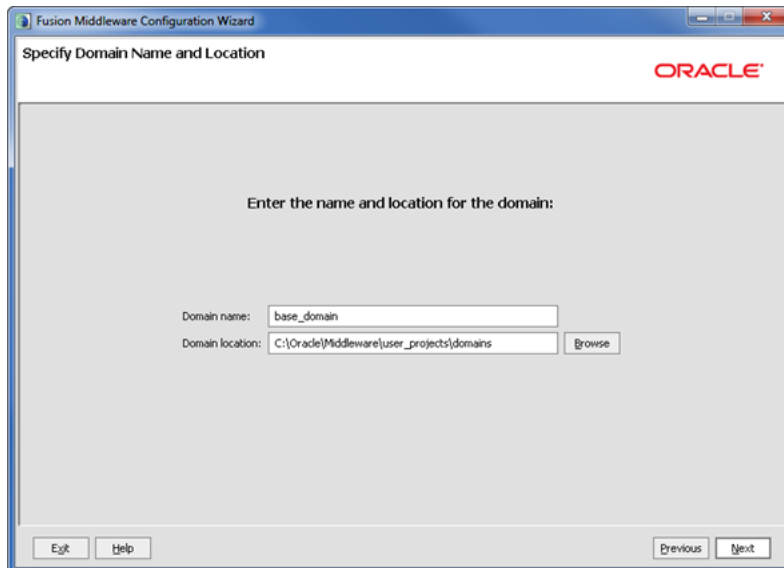 Fusion Middleware Configuration Wizard
Specify Domain Name and Location
ORACLE
Enter the name and location for the domain:
Domain name: base_domain
Domain location: C:\Oracle\Middleware\user_projects\domains Browse
Exit Help Previous Next